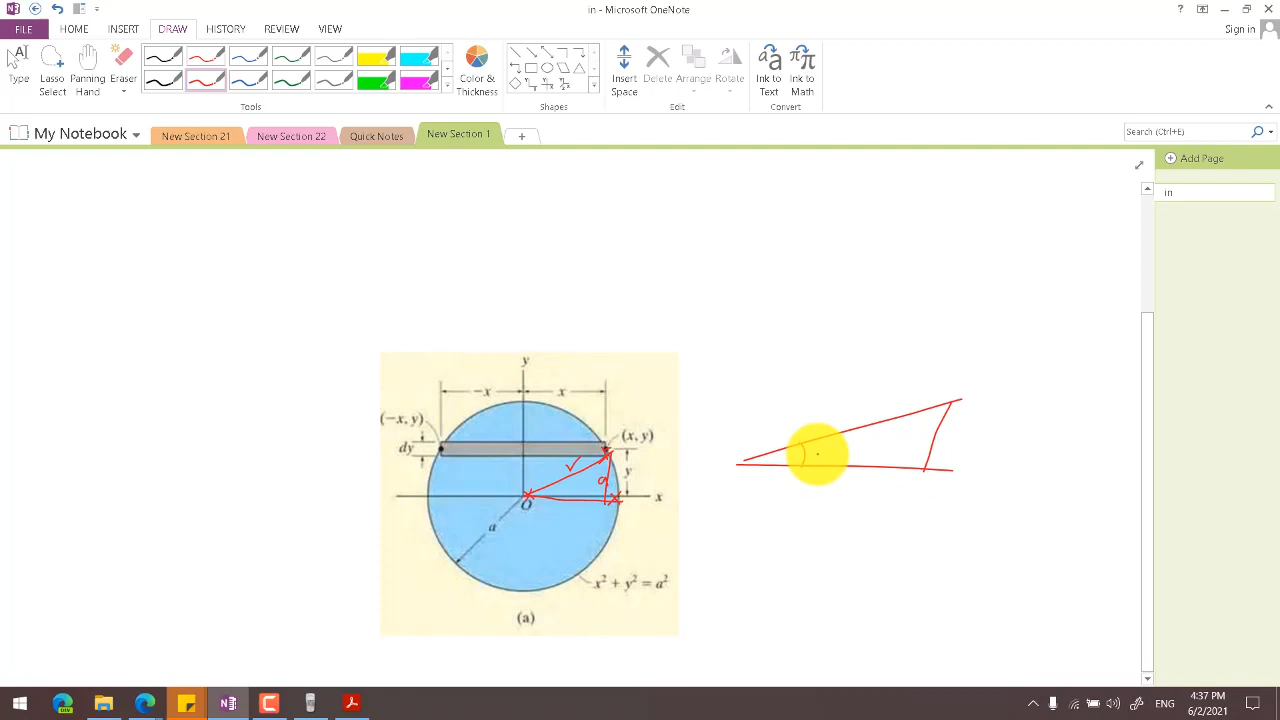 in - Microsoft OneNote
FILE HOME INSERT DRAW HISTORY REVIEW VIEW
Sign in
Type
Lasso Select
Panning Hand
Eraser
Color & Thickness
Insert Space
Delete
Arrange
Rotate
Ink to Text
Ink to Math
Tools
Shapes
Edit
Convert
My Notebook
New Section 21
New Section 22
Quick Notes
New Section 1
Search (Ctrl+E)
Add Page
in
y
-x
x
(-x, y)
(x, y)
dy
y
a
x
O
a
x² + y² = a²
(a)
ENG
4:37 PM
6/2/2021